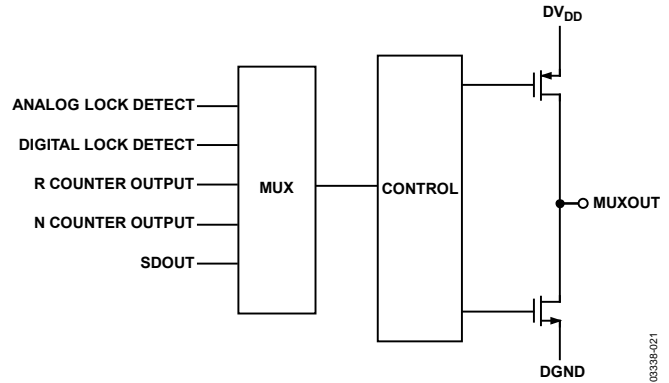 DVDD
ANALOG LOCK DETECT
DIGITAL LOCK DETECT
R COUNTER OUTPUT
N COUNTER OUTPUT
SDOUT
MUX
CONTROL
MUXOUT
DGND
03338-021